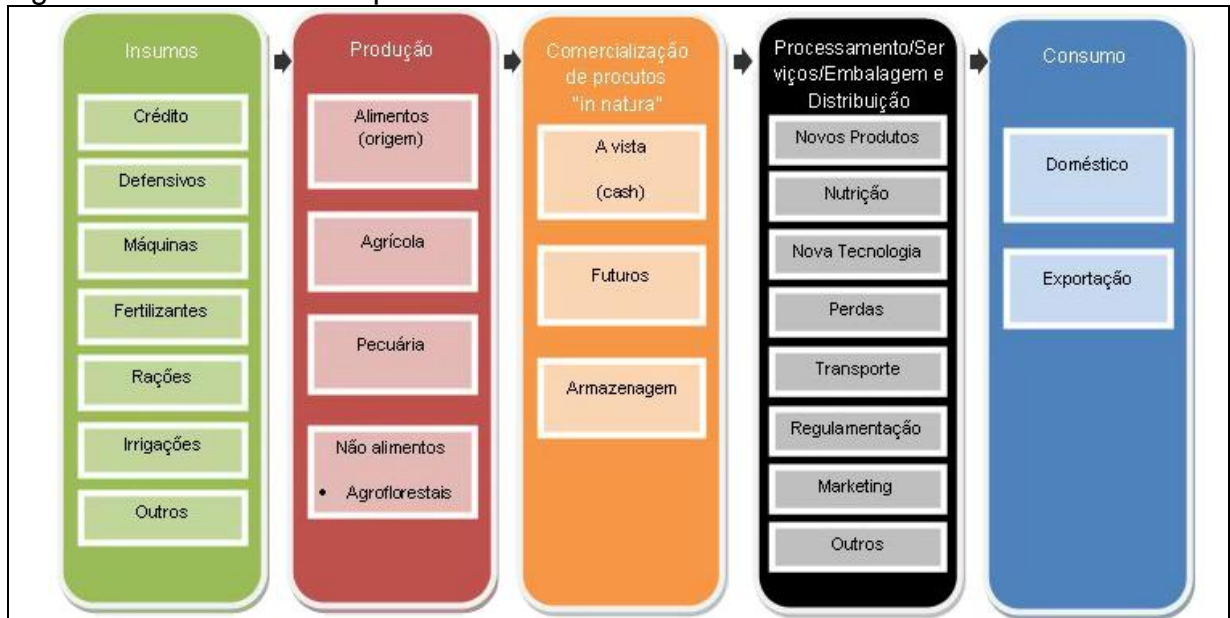 Insumos
Crédito
Defensivos
Máquinas
Fertilizantes
Rações
Irrigações
Outros
Produção
Alimentos
(origem)
Agrícola
Pecuária
Não alimentos
• Agroflorestais
Comercialização
de procutos
"in natura"
A vista
(cash)
Futuros
Armazenagem
Processamento/Ser
viços/Embalagem e
Distribuição
Novos Produtos
Nutrição
Nova Tecnologia
Perdas
Transporte
Regulamentação
Marketing
Outros
Consumo
Doméstico
Exportação